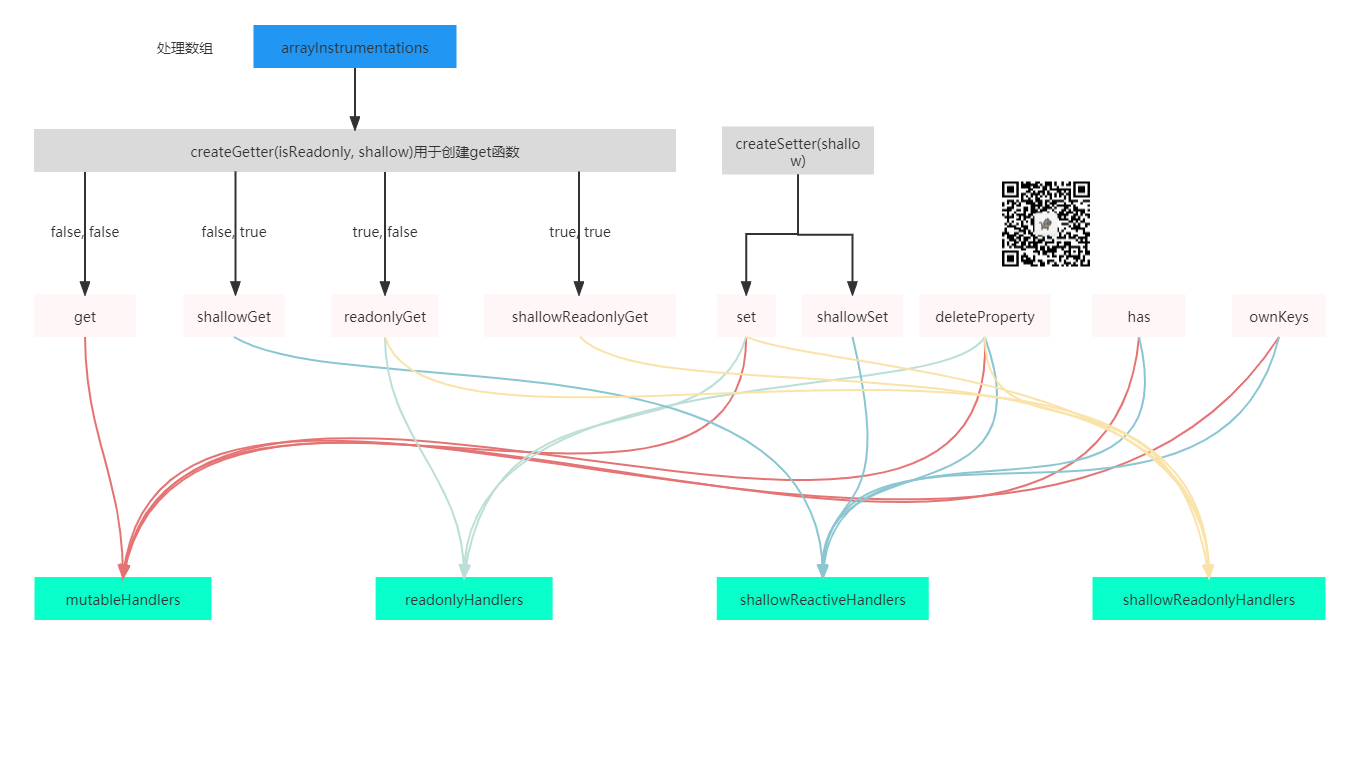 处理数组
arrayInstrumentations
createGetter(isReadonly, shallow)用于创建get函数
createSetter(shallo
w)
false, false
false, true
true, false
true, true
get
shallowGet
readonlyGet
shallowReadonlyGet
set
shallowSet
deleteProperty
has
ownKeys
mutableHandlers
readonlyHandlers
shallowReactiveHandlers
shallowReadonlyHandlers